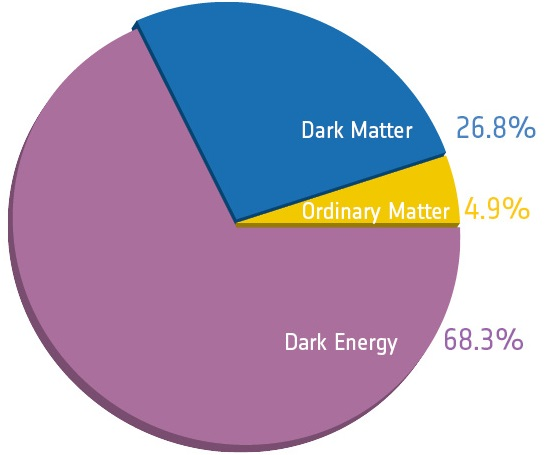 Dark Matter 26.8%
Ordinary Matter 4.9%
Dark Energy 68.3%